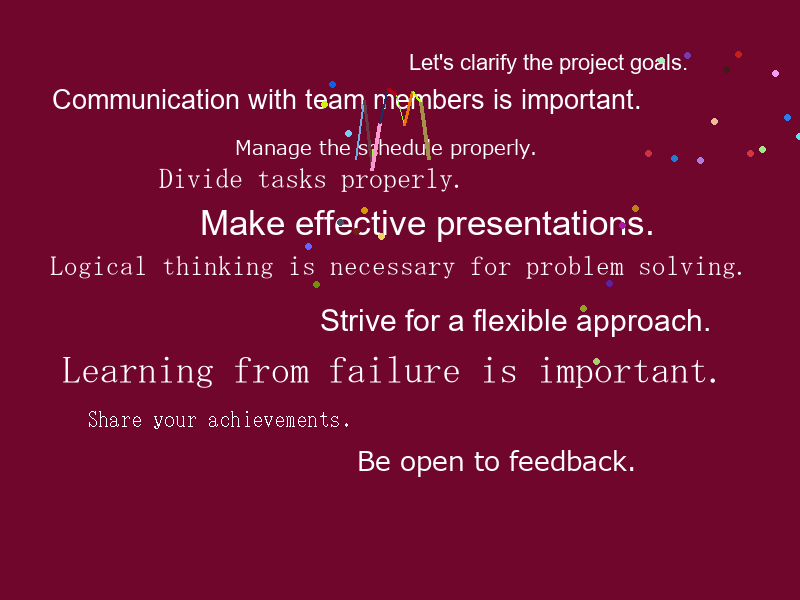 Let's clarify the project goals.
Communication with team members is important.
Manage the schedule properly.
Divide tasks properly.
Make effective presentations.
Logical thinking is necessary for problem solving.
Strive for a flexible approach.
Learning from failure is important.
Share your achievements.
Be open to feedback.